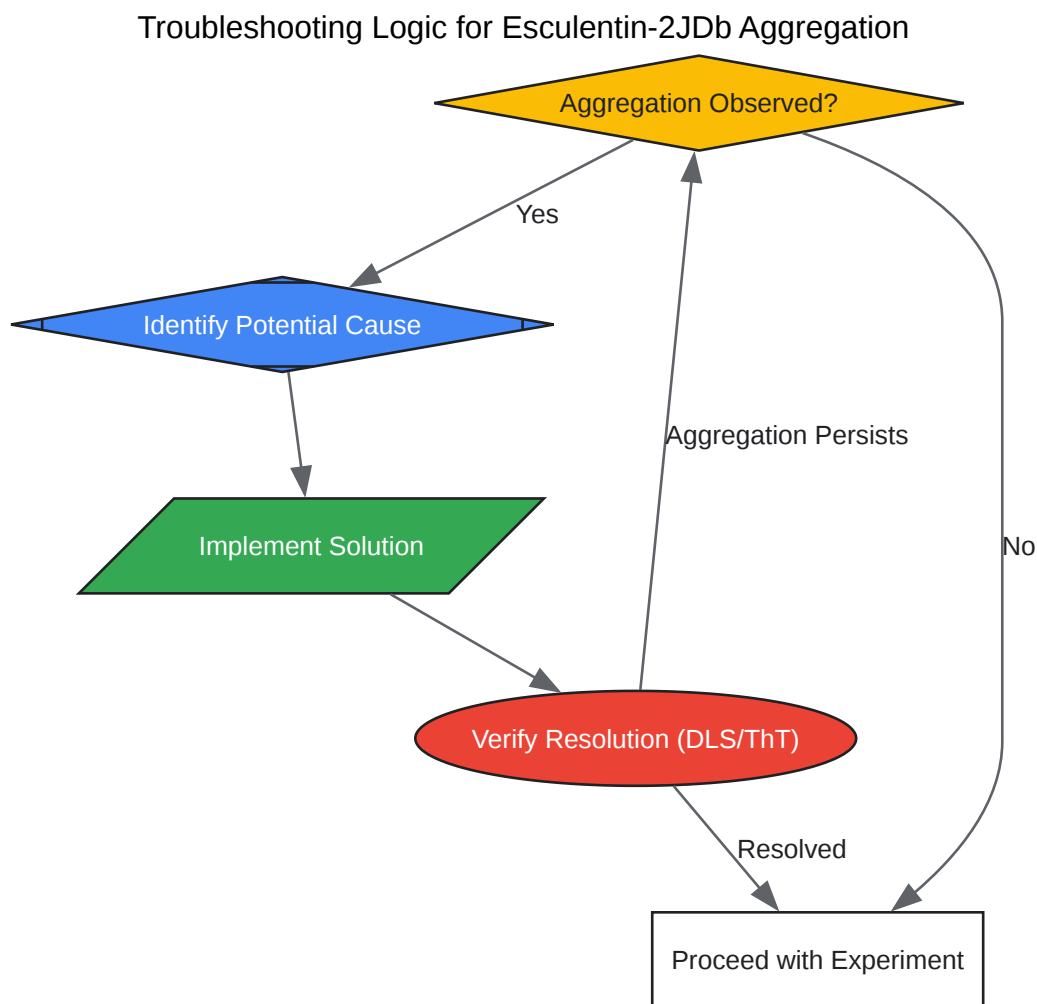 Troubleshooting Logic for Esculentin-2JDb Aggregation
Aggregation Observed?
Yes
Identify Potential Cause
Aggregation Persists
Implement Solution
No
Verify Resolution (DLS/ThT)
Resolved
Proceed with Experiment